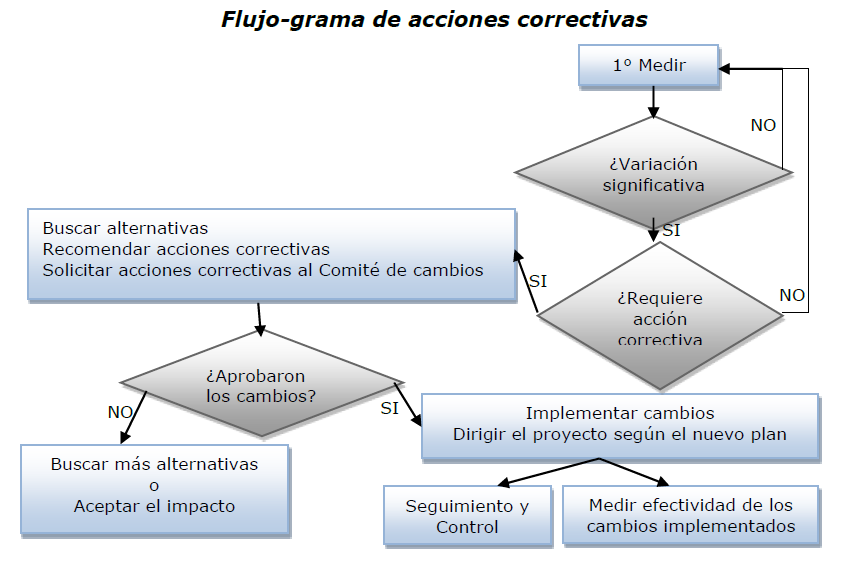 Flujo-grama de acciones correctivas
1º Medir
NO
¿Variación
significativa
SI
¿Requiere
acción
correctiva
NO
SI
Buscar alternativas
Recomendar acciones correctivas
Solicitar acciones correctivas al Comité de cambios
¿Aprobaron
los cambios?
NO
SI
Buscar más alternativas
o
Aceptar el impacto
Implementar cambios
Dirigir el proyecto según el nuevo plan
Seguimiento y
Control
Medir efectividad de los
cambios implementados